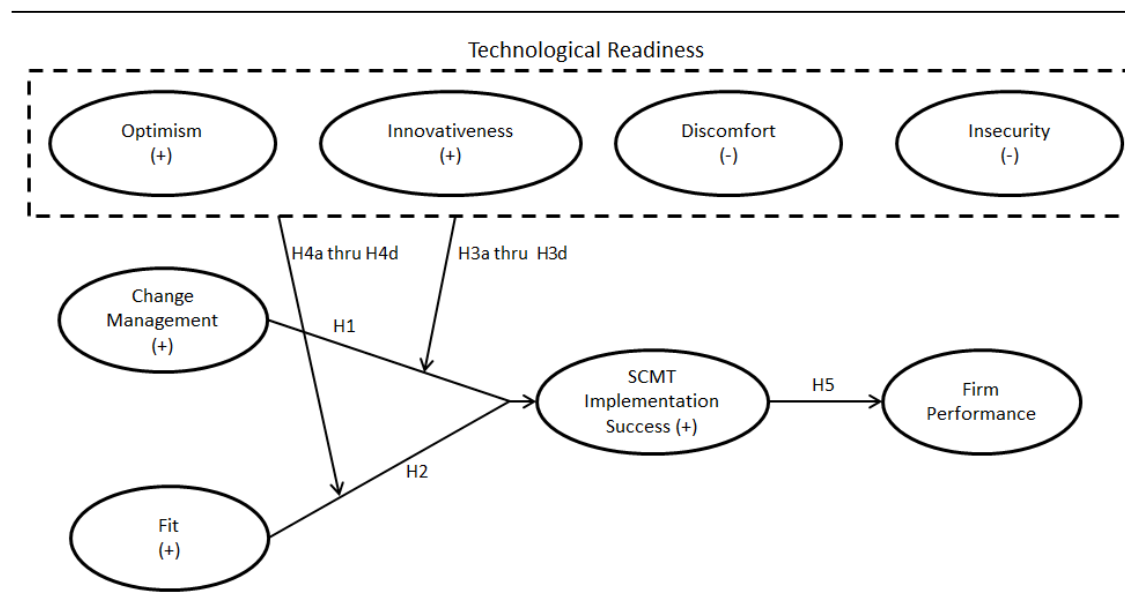 Technological Readiness
Optimism
(+)
Innovativeness
(+)
Discomfort
(-)
Insecurity
(-)
H4a thru H4d
H3a thru H3d
Change
Management
(+)
H1
SCMT
Implementation
Success (+)
H5
Firm
Performance
H2
Fit
(+)